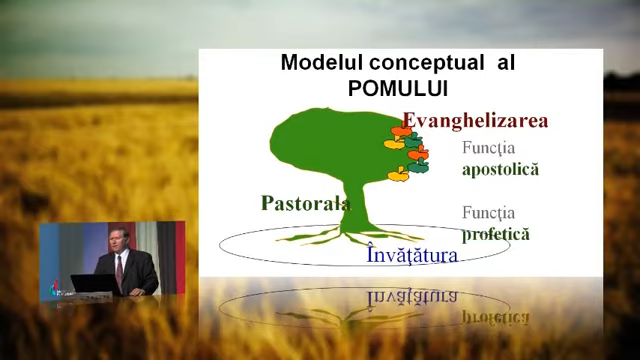 Modelul conceptual al
POMULUI
Evanghelizarea
Funcţia
apostolică
Pastorala
Funcţia
profetică
Învăţătura